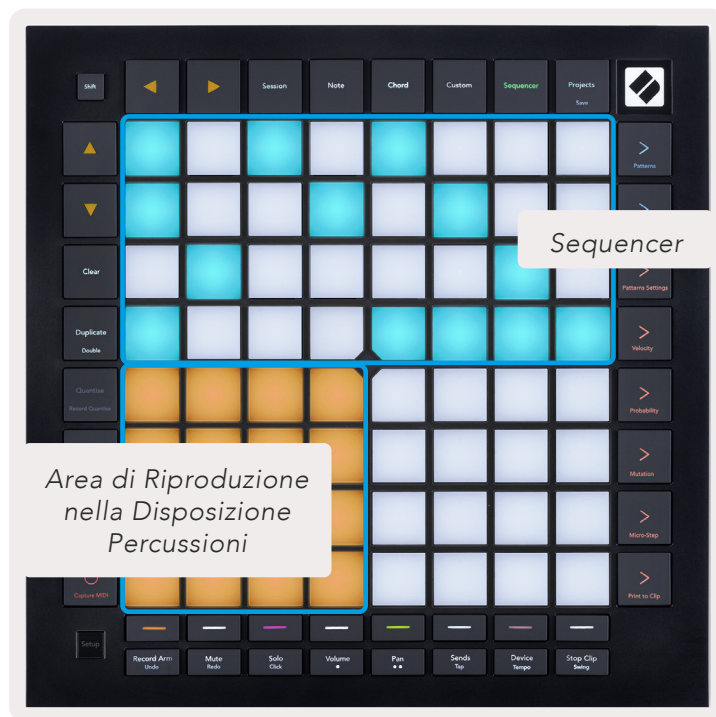 Shift
Session
Note
Chord
Custom
Sequencer
Projects
Save
Patterns
Sequencer
Clear
Patterns Settings
Duplicate
Double
Velocity
Quantise
Record Quantise
Probability
Area di Riproduzione
nella Disposizione
Percussioni
Mutation
Micro-Step
Capture MIDI
Print to Clip
Setup
Record Arm
Undo
Mute
Redo
Solo
Click
Volume
Pan
Sends
Tap
Device
Tempo
Stop Clip
Swing